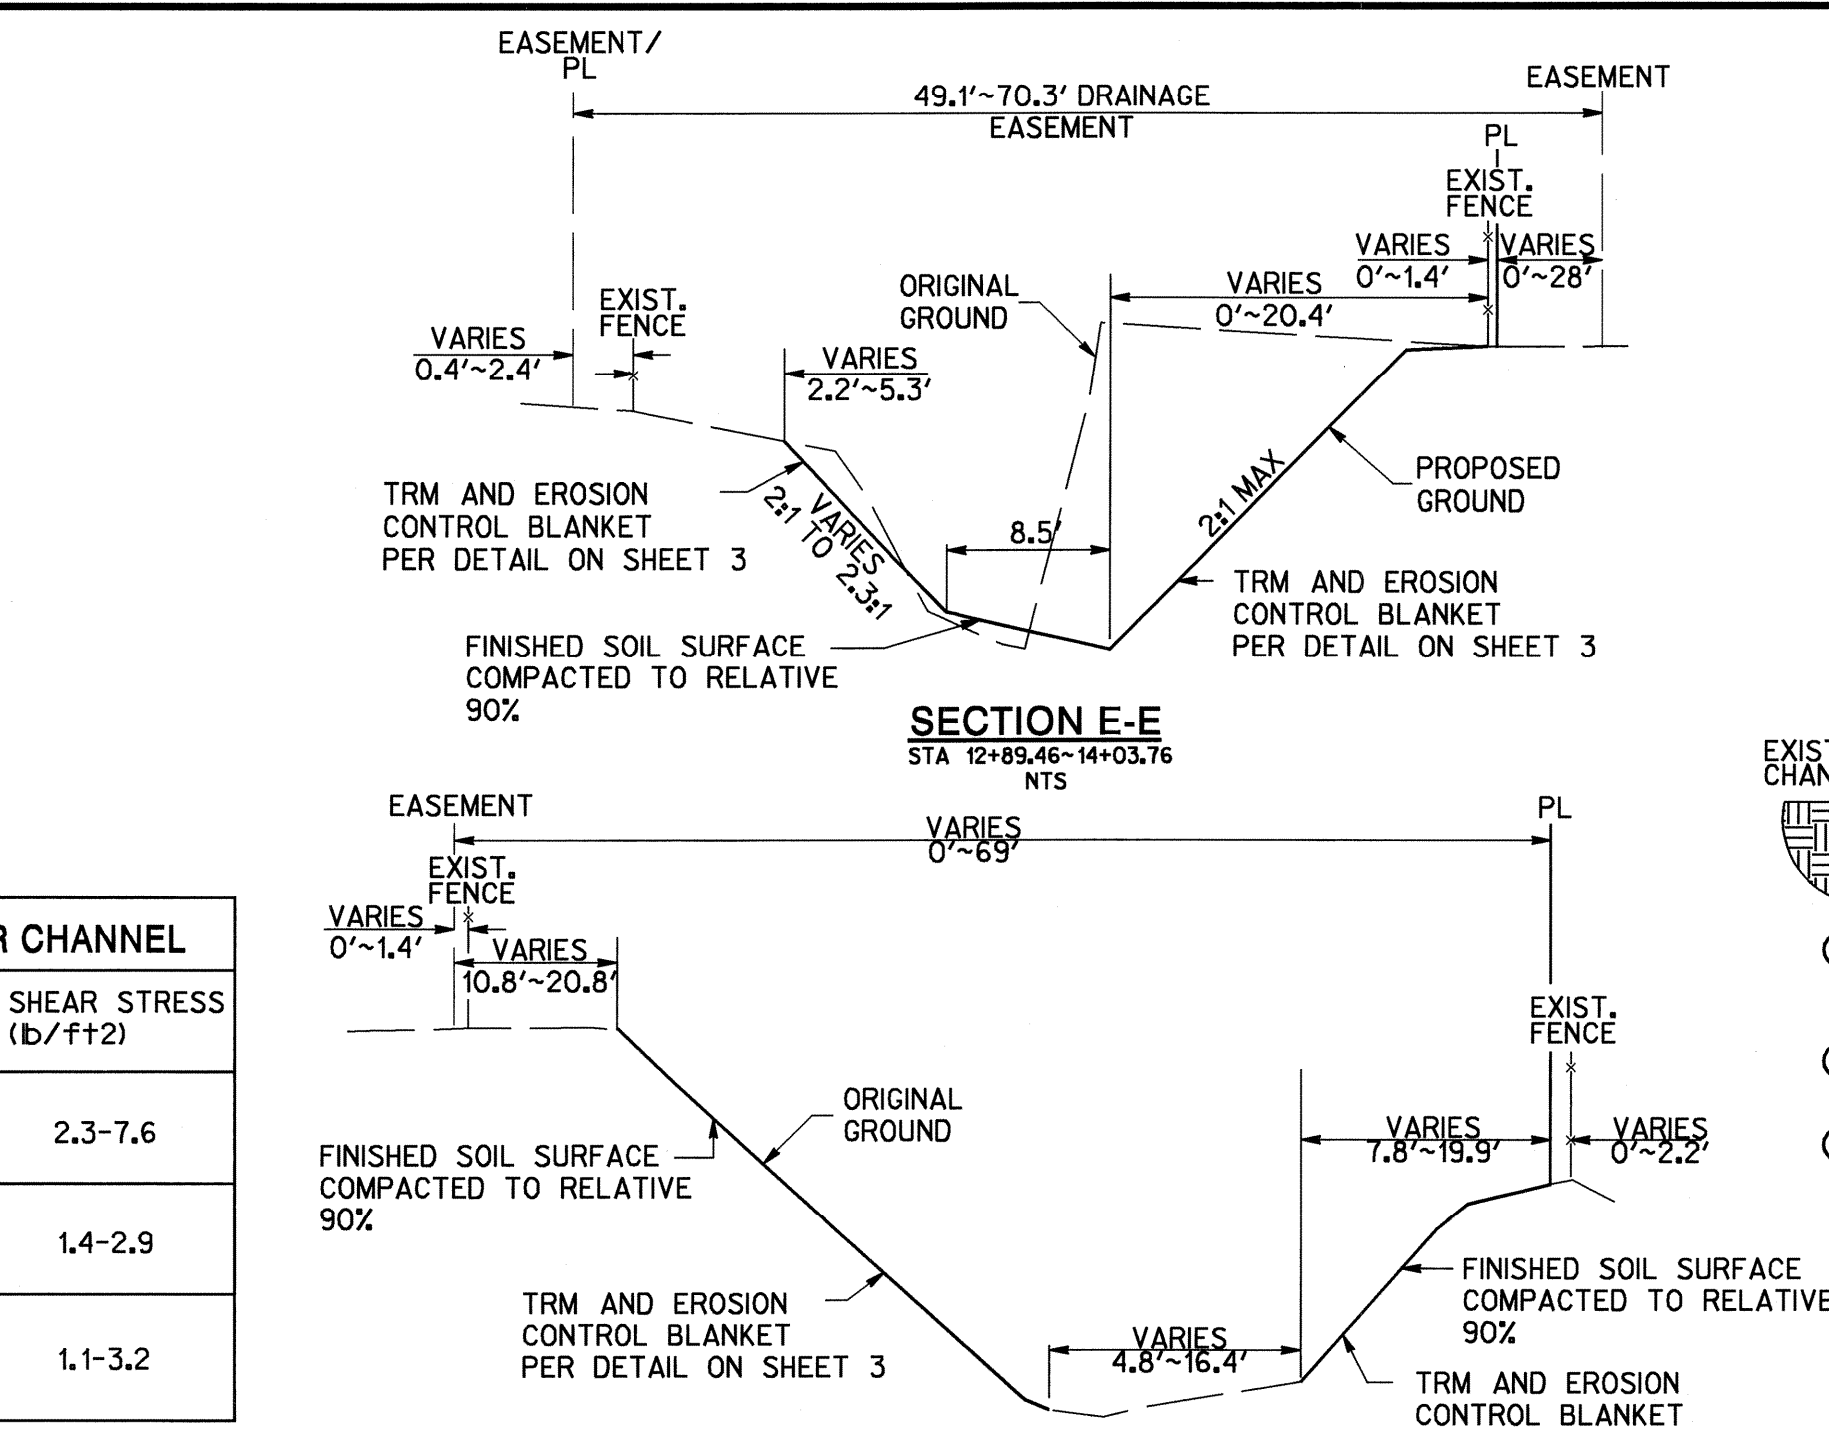 EASEMENT/
PL
49.1'~70.3' DRAINAGE
EASEMENT
EASEMENT
PL
EXIST.
FENCE
VARIES
0'~1.4'
VARIES
0'~28'
VARIES
0'~20.4'
ORIGINAL
GROUND
EXIST.
FENCE
VARIES
0.4'~2.4'
VARIES
2.2'~5.3'
TRM AND EROSION
CONTROL BLANKET
PER DETAIL ON SHEET 3
VARIES
2:1 TO 2.3:1
8.5'
2:1 MAX
PROPOSED
GROUND
TRM AND EROSION
CONTROL BLANKET
PER DETAIL ON SHEET 3
FINISHED SOIL SURFACE
COMPACTED TO RELATIVE
90%
SECTION E-E
STA 12+89.46~14+03.76
NTS
EXIST
CHAN
EASEMENT
VARIES
0'~69'
PL
EXIST.
FENCE
VARIES
0'~1.4'
VARIES
10.8'~20.8'
R CHANNEL
SHEAR STRESS
(lb/ft2)
2.3-7.6
1.4-2.9
1.1-3.2
EXIST.
FENCE
ORIGINAL
GROUND
VARIES
7.8'~19.9'
VARIES
0'~2.2'
FINISHED SOIL SURFACE
COMPACTED TO RELATIVE
90%
TRM AND EROSION
CONTROL BLANKET
PER DETAIL ON SHEET 3
VARIES
4.8'~16.4'
FINISHED SOIL SURFACE
COMPACTED TO RELATIVE
90%
TRM AND EROSION
CONTROL BLANKET